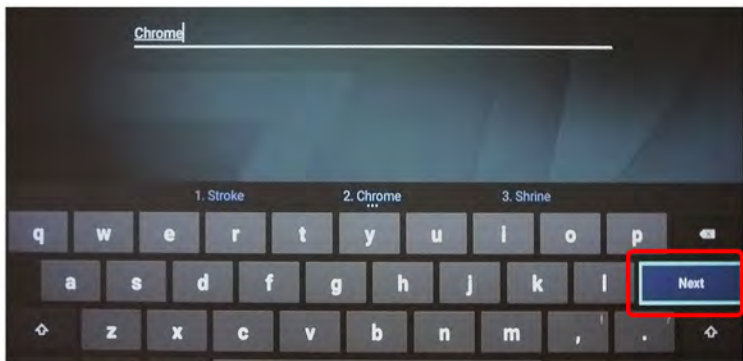 Chrome
1. Stroke 2. Chrome 3. Shrine
q w e r t y u i o p
a s d f g h j k l Next
z x c v b n m , ! . ?